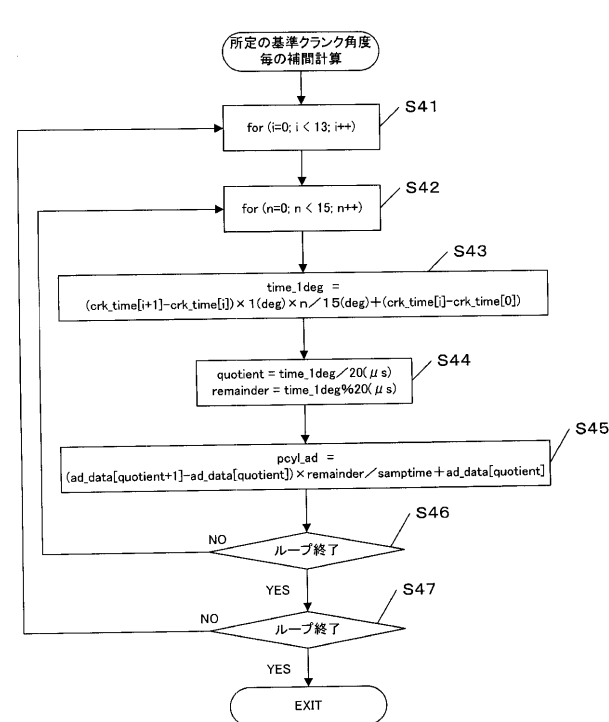 所定の基準クランク角度
毎の補間計算
S41
for (i=0; i < 13; i++)
S42
for (n=0; n < 15; n++)
S43
time_1deg =
(crk_time[i+1]-crk_time[i])×1(deg)×n/15(deg)+(crk_time[i]-crk_time[0])
S44
quotient = time_1deg/20(μs)
remainder = time_1deg%20(μs)
S45
pcyl_ad =
(ad_data[quotient+1]-ad_data[quotient])×remainder/samptime+ad_data[quotient]
S46
NO
ループ終了
YES
S47
NO
ループ終了
YES
EXIT